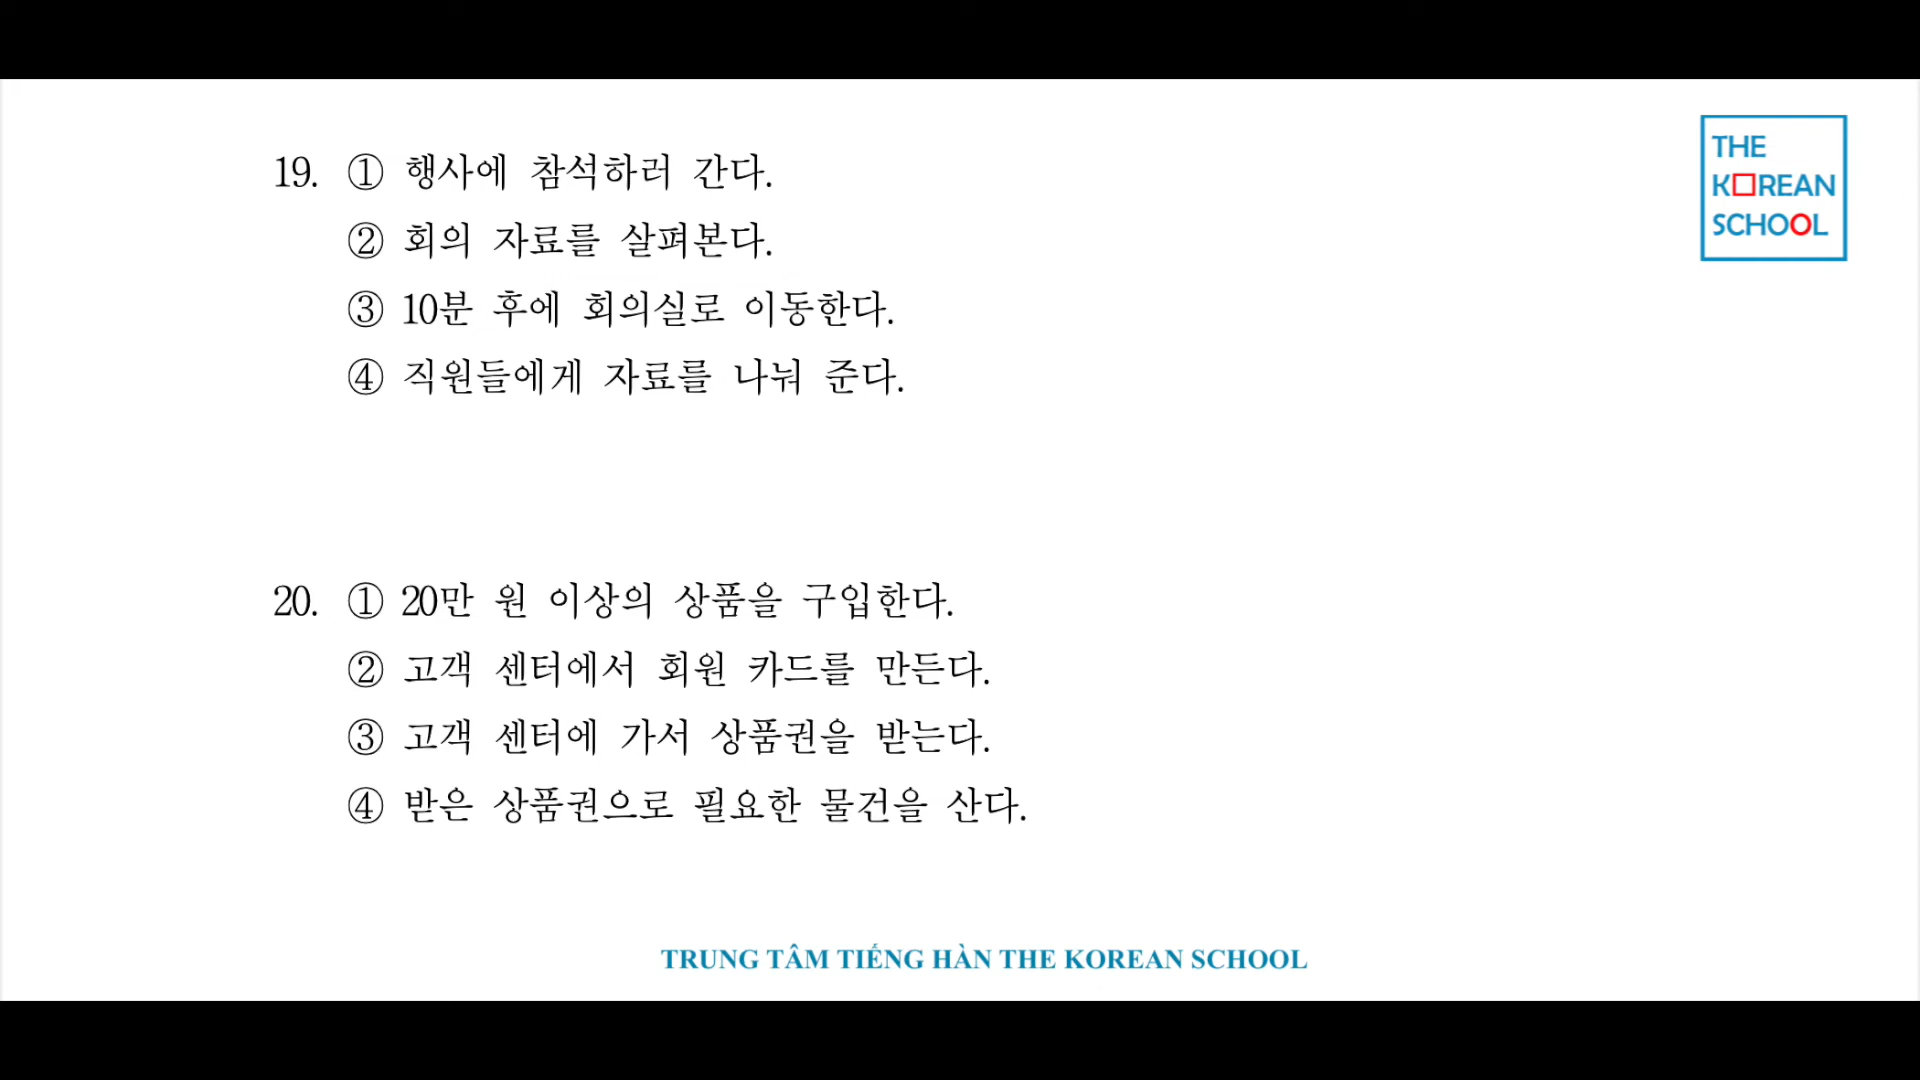 THE
KOREAN
SCHOOL
19. ① 행사에 참석하러 간다.
② 회의 자료를 살펴본다.
③ 10분 후에 회의실로 이동한다.
④ 직원들에게 자료를 나눠 준다.
20. ① 20만 원 이상의 상품을 구입한다.
② 고객 센터에서 회원 카드를 만든다.
③ 고객 센터에 가서 상품권을 받는다.
④ 받은 상품권으로 필요한 물건을 산다.
TRUNG TÂM TIẾNG HÀN THE KOREAN SCHOOL